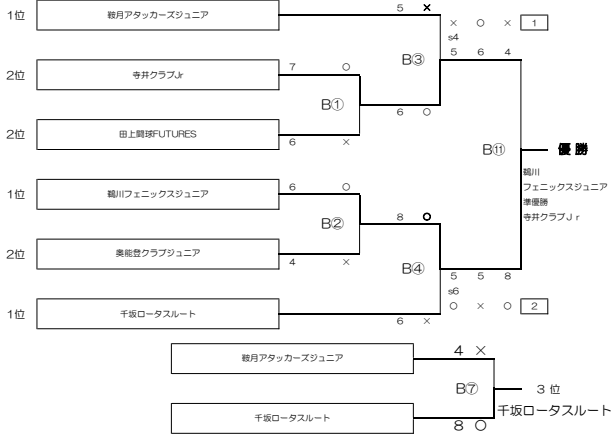 1位 鞍月アタッカーズジュニア 5 × × ○ × 1
s4
B③ 5 6 4
2位 寺井クラブJr 7 ○
B① 6 ○
2位 田上闘球FUTURES 6 ×
B⑪ 優 勝
鵜川
フェニックスジュニア
準優勝
寺井クラブJr
1位 鵜川フェニックスジュニア 6 ○
B② 8 ○
2位 奥能登クラブジュニア 4 ×
B④ 5 5 8
s6
○ × ○ 2
1位 千坂ロータスルート 6 ×
鞍月アタッカーズジュニア 4 ×
B⑦ 3 位
千坂ロータスルート
千坂ロータスルート 8 ○